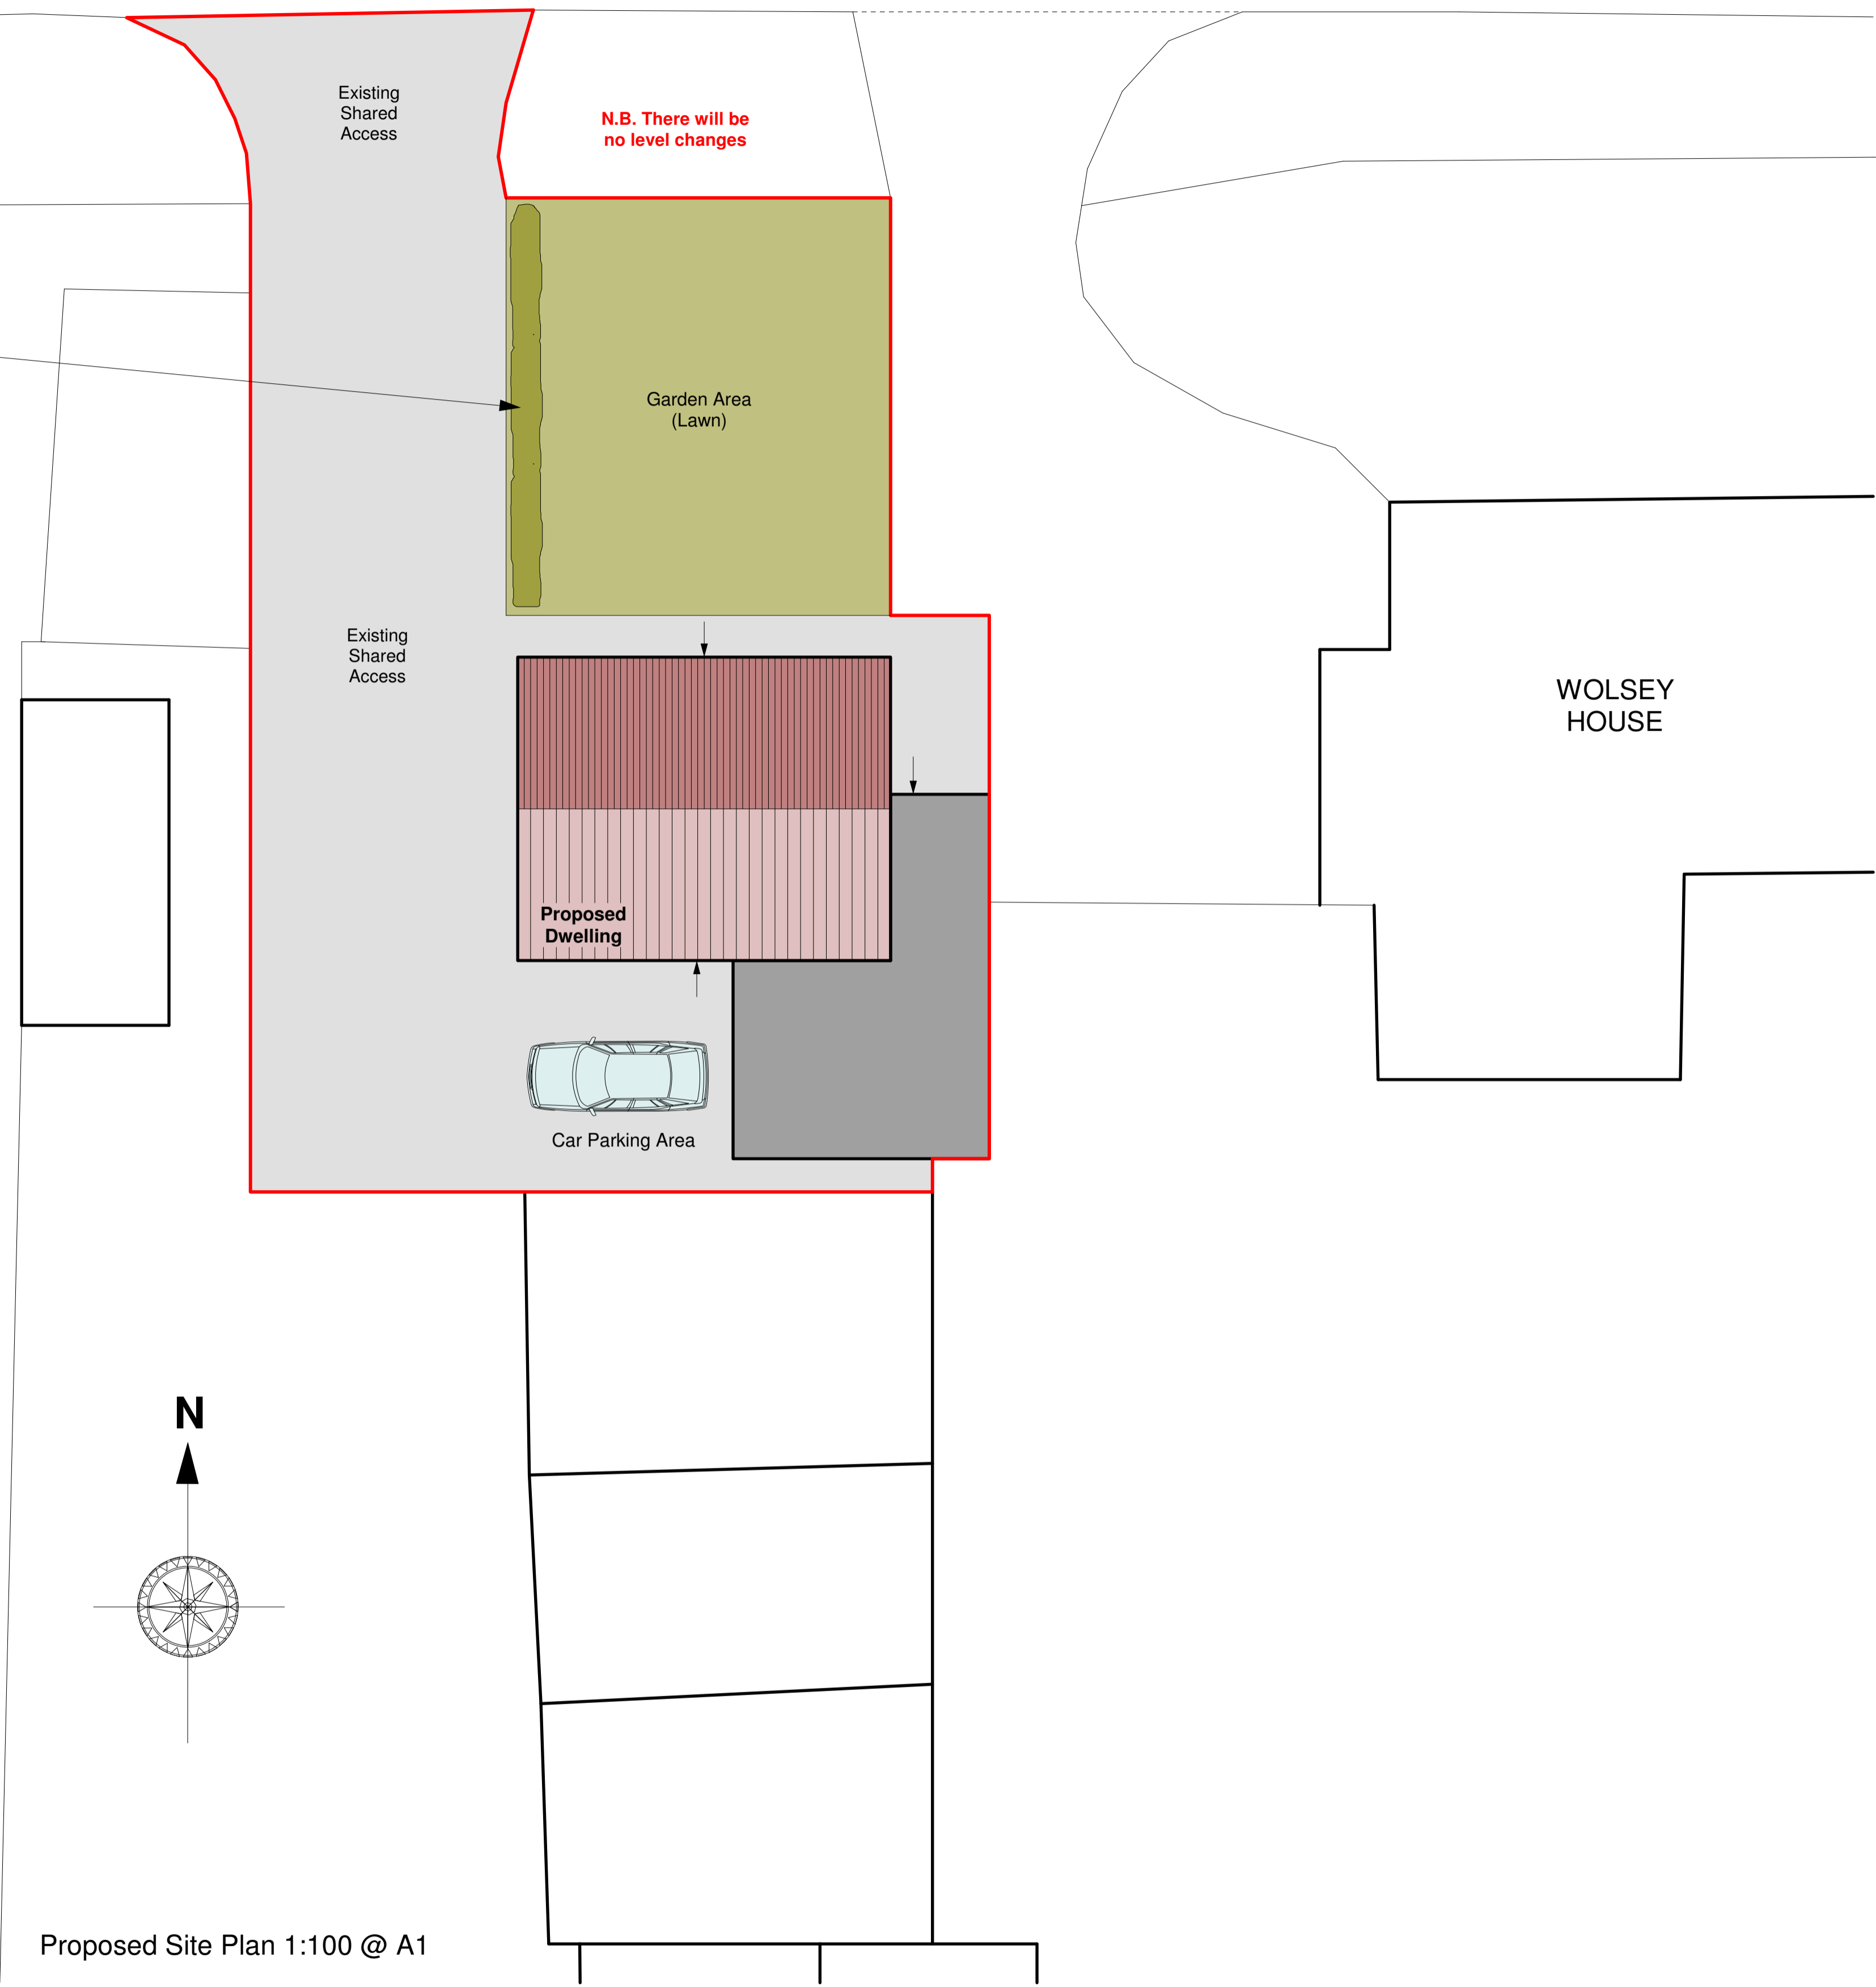 Existing
Shared
Access
N.B. There will be
no level changes
Garden Area
(Lawn)
Existing
Shared
Access
WOLSEY
HOUSE
Proposed
Dwelling
Car Parking Area
N
Proposed Site Plan 1:100 @ A1